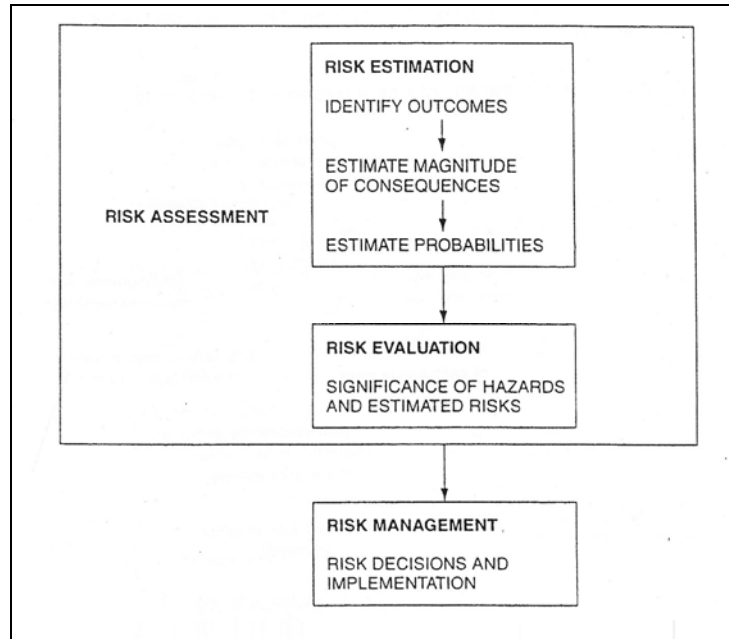 RISK ESTIMATION
IDENTIFY OUTCOMES
ESTIMATE MAGNITUDE
OF CONSEQUENCES
RISK ASSESSMENT
ESTIMATE PROBABILITIES
RISK EVALUATION
SIGNIFICANCE OF HAZARDS
AND ESTIMATED RISKS
RISK MANAGEMENT
RISK DECISIONS AND
IMPLEMENTATION